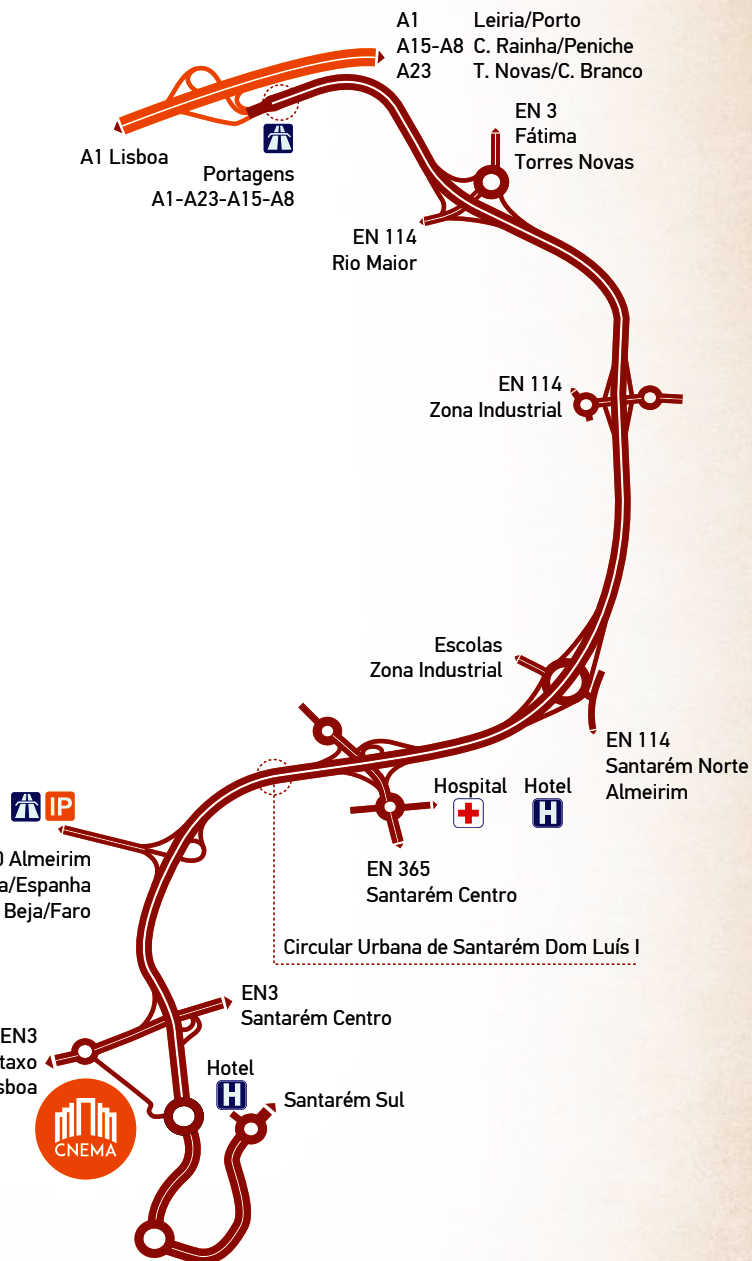 A1 Leiria/Porto
A15-A8 C. Rainha/Peniche
A23 T. Novas/C. Branco
A1 Lisboa
Portagens
A1-A23-A15-A8
EN 3
Fátima
Torres Novas
EN 114
Rio Maior
EN 114
Zona Industrial
Escolas
Zona Industrial
EN 114
Santarém Norte
Almeirim
Hospital Hotel
H
EN 365
Santarém Centro
IP
Almeirim
a/Espanha
Beja/Faro
Circular Urbana de Santarém Dom Luís I
EN3
Santarém Centro
EN3
taxo
sboa
CNEMA
Hotel
H
Santarém Sul